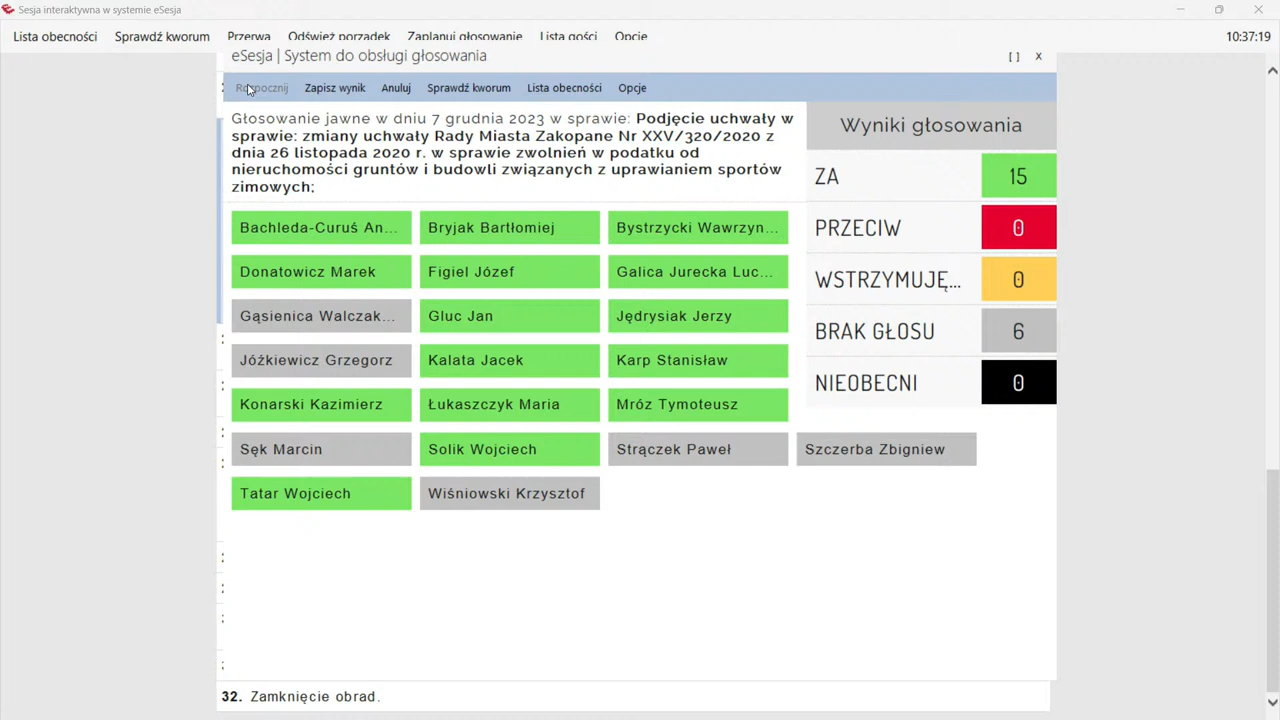 Sesja interaktywna w systemie eSesja
Lista obecności Sprawdź kworum Przerwa Odśwież porządek Zaplanuj głosowanie Lista gości Opcje 10:37:19
eSesja | System do obsługi głosowania [ ] x
Rozpocznij Zapisz wynik Anuluj Sprawdź kworum Lista obecności Opcje
Głosowanie jawne w dniu 7 grudnia 2023 w sprawie: Podjęcie uchwały w
sprawie: zmiany uchwały Rady Miasta Zakopane Nr XXV/320/2020 z
dnia 26 listopada 2020 r. w sprawie zwolnień w podatku od
nieruchomości gruntów i budowli związanych z uprawianiem sportów
zimowych;
Bachleda-Curuś An... Bryjak Bartłomiej Bystrzycki Wawrzyn...
Donatowicz Marek Figiel Józef Galica Jurecka Luc...
Gąsienica Walczak... Gluc Jan Jędrysiak Jerzy
Jóżkiewicz Grzegorz Kalata Jacek Karp Stanisław
Konarski Kazimierz Łukaszczyk Maria Mróz Tymoteusz
Sęk Marcin Solik Wojciech Strączek Paweł Szczerba Zbigniew
Tatar Wojciech Wiśniowski Krzysztof
Wyniki głosowania
ZA 15
PRZECIW 0
WSTRZYMUJĘ... 0
BRAK GŁOSU 6
NIEOBECNI 0
32. Zamknięcie obrad.